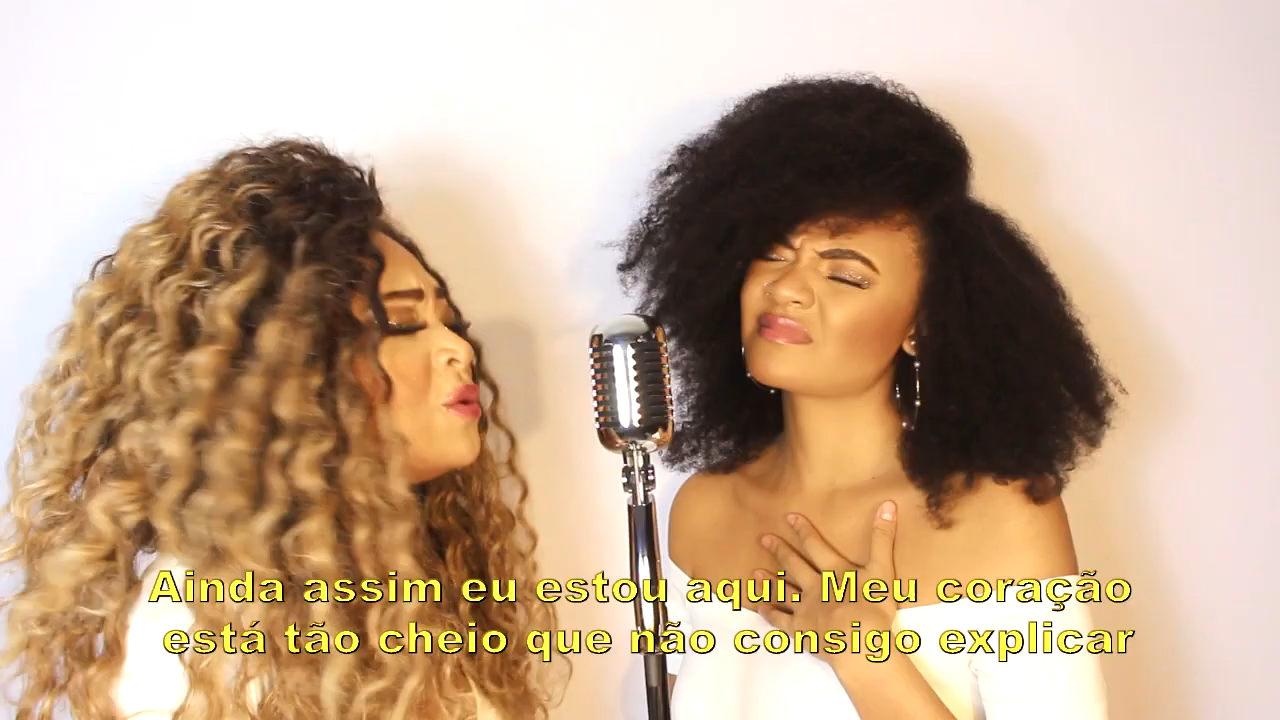 Ainda assim eu estou aqui. Meu coração
está tão cheio que não consigo explicar